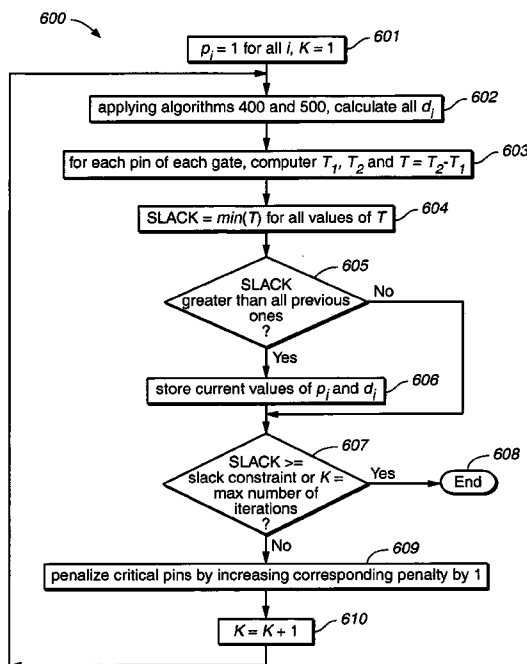 600
p_i = 1 for all i, K = 1
601
applying algorithms 400 and 500, calculate all d_i
602
for each pin of each gate, computer T_1, T_2 and T = T_2-T_1
603
SLACK = min(T) for all values of T
604
605
SLACK
greater than all previous
ones
?
No
Yes
store current values of p_i and d_i
606
607
SLACK >=
slack constraint or K =
max number of
iterations
?
Yes
608
End
No
609
penalize critical pins by increasing corresponding penalty by 1
K = K + 1
610